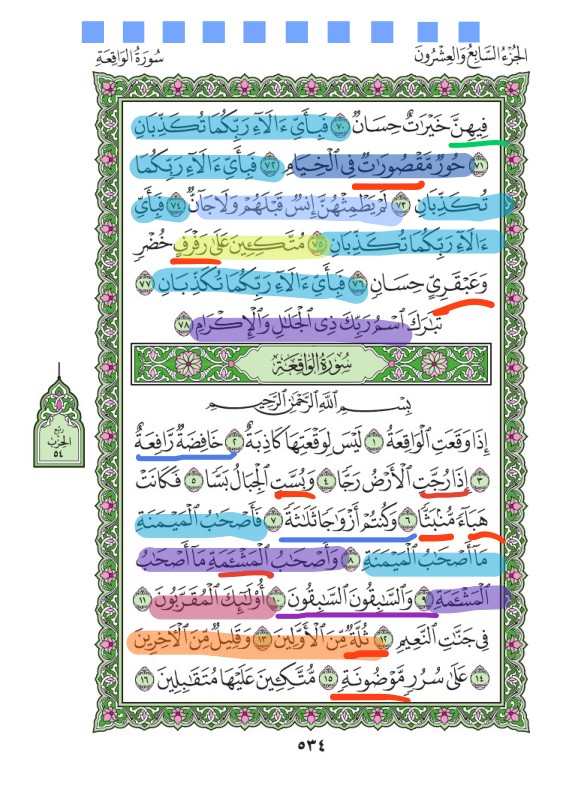 سُورَةُ الوَاقِعَةِ
الجُزْءُ السَّابِعُ وَالعِشْرُونَ
فِيهِنَّ خَيْرَٰتٌ حِسَانٌ ٧٠ فَبِأَيِّ ءَالَآءِ رَبِّكُمَا تُكَذِّبَانِ
٧١ حُورٌ مَّقْصُورَٰتٌ فِي ٱلْخِيَامِ ٧٢ فَبِأَيِّ ءَالَآءِ رَبِّكُمَا
تُكَذِّبَانِ ٧٣ لَمْ يَطْمِثْهُنَّ إِنسٌ قَبْلَهُمْ وَلَا جَآنٌّ ٧٤ فَبِأَيِّ
ءَالَآءِ رَبِّكُمَا تُكَذِّبَانِ ٧٥ مُتَّكِـِٔينَ عَلَىٰ رَفْرَفٍ خُضْرٍ
وَعَبْقَرِيٍّ حِسَانٍ ٧٦ فَبِأَيِّ ءَالَآءِ رَبِّكُمَا تُكَذِّبَانِ ٧٧
تَبَٰرَكَ ٱسْمُ رَبِّكَ ذِي ٱلْجَلَٰلِ وَٱلْإِكْرَامِ ٧٨
سُورَةُ الوَاقِعَةِ
بِسْمِ ٱللَّهِ ٱلرَّحْمَٰنِ ٱلرَّحِيمِ
إِذَا وَقَعَتِ ٱلْوَاقِعَةُ ١ لَيْسَ لِوَقْعَتِهَا كَاذِبَةٌ ٢ خَافِضَةٌ رَّافِعَةٌ
٣ إِذَا رُجَّتِ ٱلْأَرْضُ رَجًّا ٤ وَبُسَّتِ ٱلْجِبَالُ بَسًّا ٥ فَكَانَتْ
هَبَآءً مُّنۢبَثًّا ٦ وَكُنتُمْ أَزْوَٰجًا ثَلَٰثَةً ٧ فَأَصْحَٰبُ ٱلْمَيْمَنَةِ
مَآ أَصْحَٰبُ ٱلْمَيْمَنَةِ ٨ وَأَصْحَٰبُ ٱلْمَشْـَٔمَةِ مَآ أَصْحَٰبُ
ٱلْمَشْـَٔمَةِ ٩ وَٱلسَّٰبِقُونَ ٱلسَّٰبِقُونَ ١٠ أُوْلَٰٓئِكَ ٱلْمُقَرَّبُونَ ١١
فِي جَنَّٰتِ ٱلنَّعِيمِ ١٢ ثُلَّةٌ مِّنَ ٱلْأَوَّلِينَ ١٣ وَقَلِيلٌ مِّنَ ٱلْءَاخِرِينَ
١٤ عَلَىٰ سُرُرٍ مَّوْضُونَةٍ ١٥ مُّتَّكِـِٔينَ عَلَيْهَا مُتَقَٰبِلِينَ ١٦
ربع
الحزب
٥٤
٥٣٤